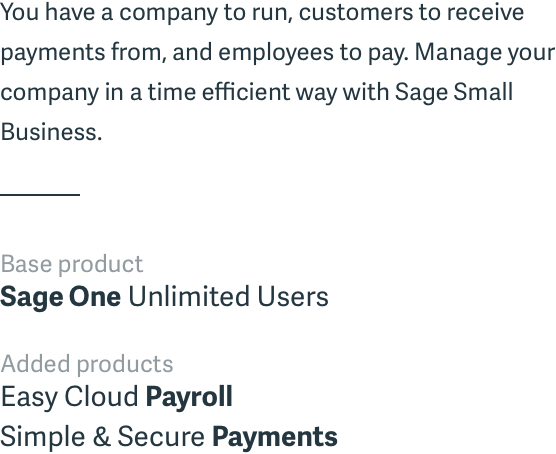 You have a company to run, customers to receive
payments from, and employees to pay. Manage your
company in a time efficient way with Sage Small
Business.
Base product
Sage One Unlimited Users
Added products
Easy Cloud Payroll
Simple & Secure Payments